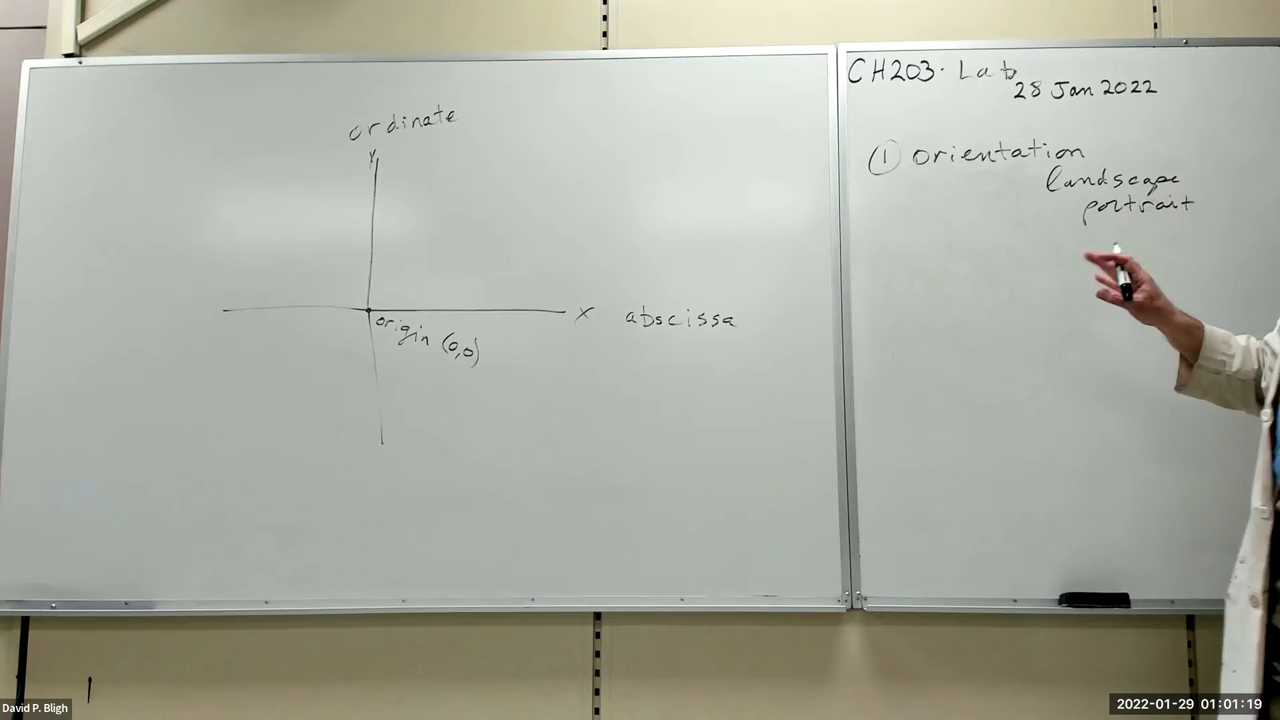 ordinate
Y
X abscissa
origin (0,0)
CH203. Lab
28 Jan 2022
① orientation
landscape
portrait
David P. Bligh
2022-01-29 01:01:19